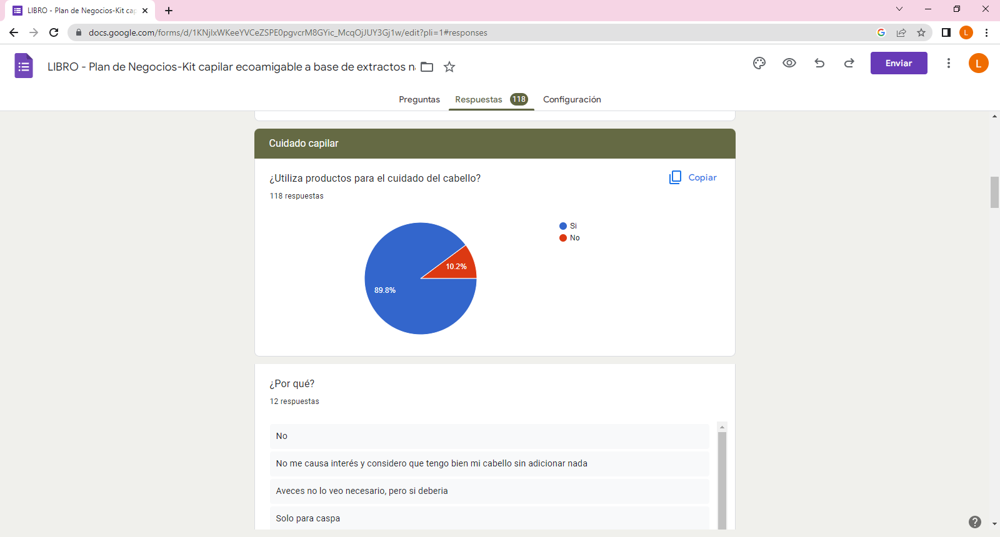 LIBRO - Plan de Negocios-Kit cap
docs.google.com/forms/d/1KNjlxWKeeYVCeZSPE0pgvcrM8GYic_McqOjJUY3Gj1w/edit?pli=1#responses
L
LIBRO - Plan de Negocios-Kit capilar ecoamigable a base de extractos n
Enviar
L
Preguntas
Respuestas 118
Configuración
Cuidado capilar
¿Utiliza productos para el cuidado del cabello?
Copiar
118 respuestas
Si
No
10.2%
89.8%
¿Por qué?
12 respuestas
No
No me causa interés y considero que tengo bien mi cabello sin adicionar nada
Aveces no lo veo necesario, pero si deberia
Solo para caspa